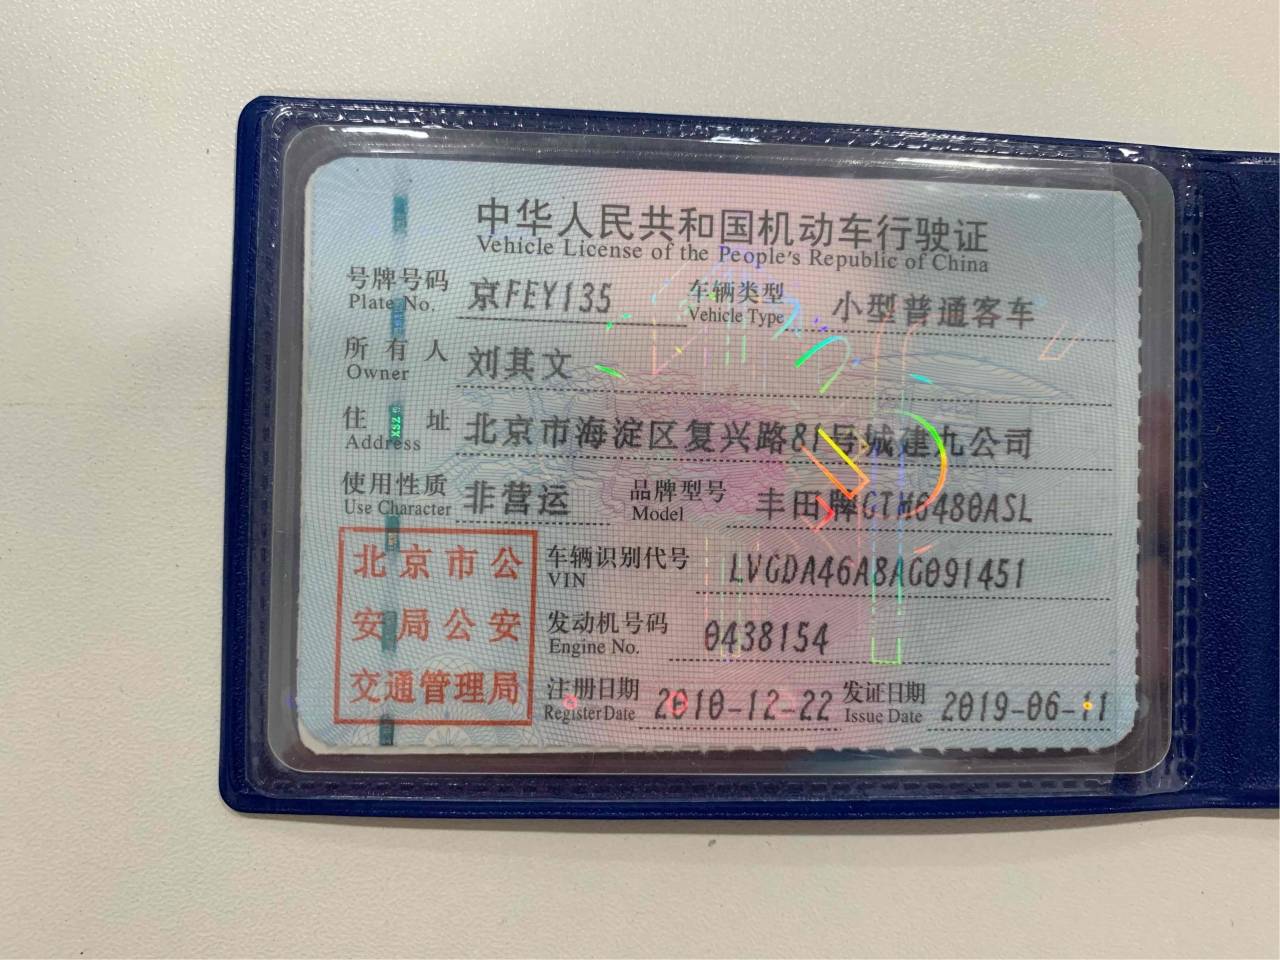 中华人民共和国机动车行驶证
Vehicle License of the People's Republic of China
号牌号码 京FEY135 车辆类型 小型普通客车
Plate No. Vehicle Type
所有人 刘其文
Owner
住址 北京市海淀区复兴路81号城建九公司
Address
使用性质 非营运 品牌型号 丰田牌GTM6480ASL
Use Character Model
北京市公
安局公安
交通管理局
车辆识别代号 LVGDA46A8AG091451
VIN
发动机号码 0438154
Engine No.
注册日期 2010-12-22 发证日期 2019-06-11
Register Date Issue Date